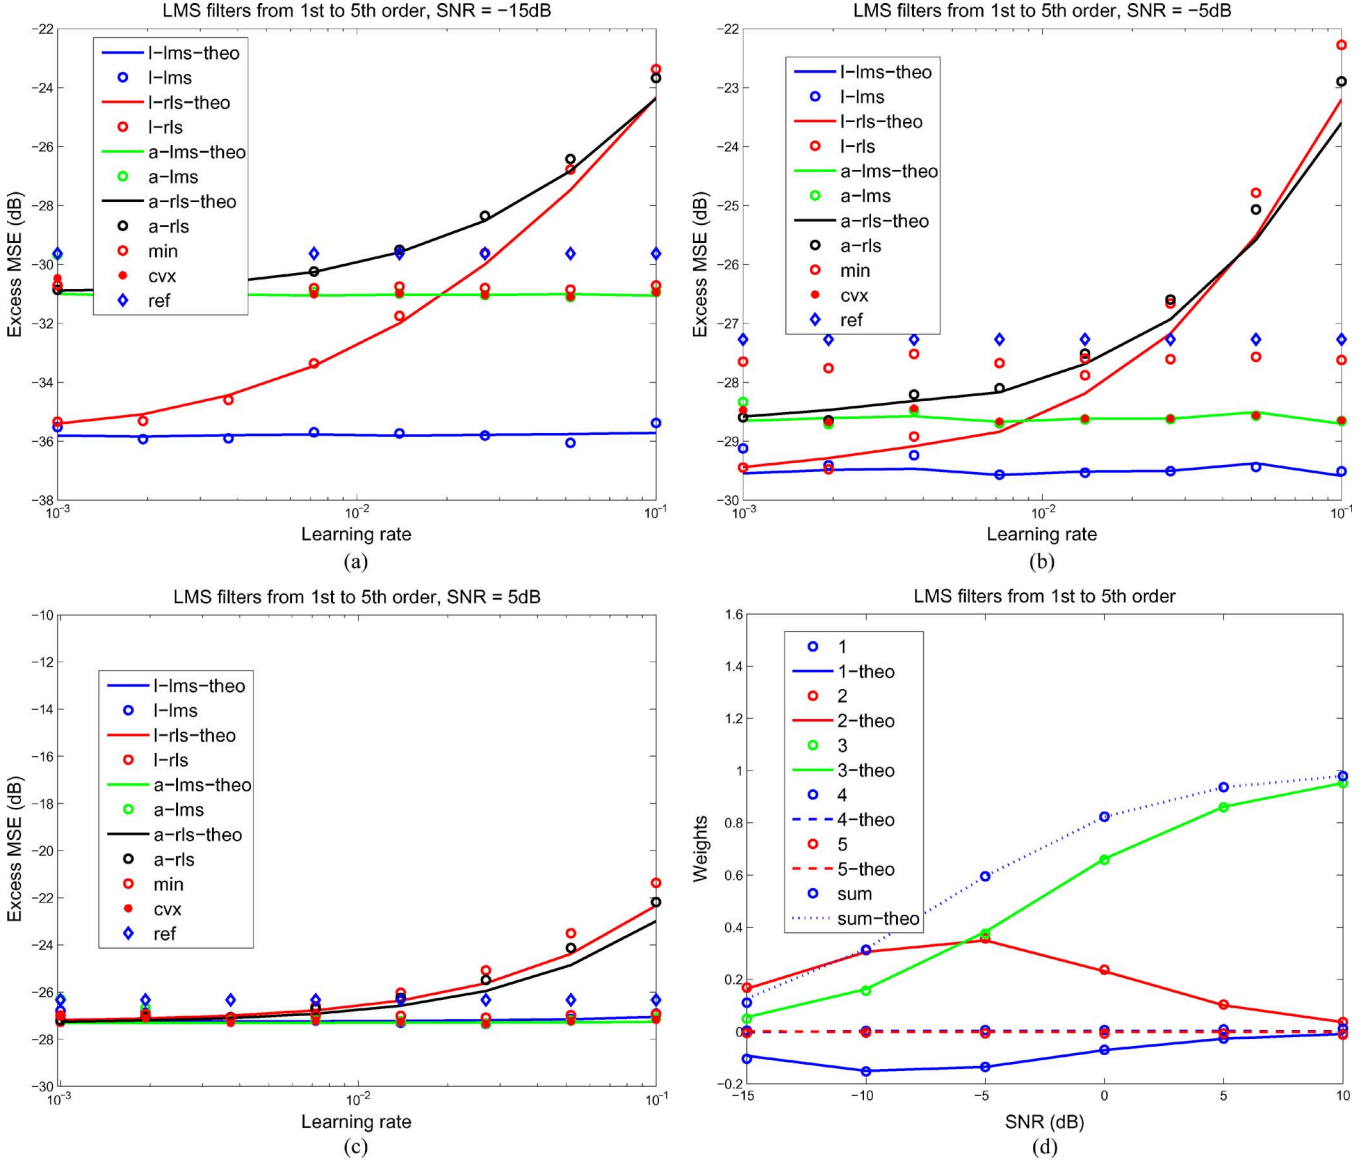 LMS filters from 1st to 5th order, SNR = −15dB
(a)
−22
−24
−26
−28
−30
−32
−34
−36
−38
Excess MSE (dB)
l−lms−theo
l−lms
l−rls−theo
l−rls
a−lms−theo
a−lms
a−rls−theo
a−rls
min
cvx
ref
10^−3
10^−2
10^−1
Learning rate
(a)
LMS filters from 1st to 5th order, SNR = −5dB
(b)
−22
−23
−24
−25
−26
−27
−28
−29
−30
Excess MSE (dB)
l−lms−theo
l−lms
l−rls−theo
l−rls
a−lms−theo
a−lms
a−rls−theo
a−rls
min
cvx
ref
10^−3
10^−2
10^−1
Learning rate
(b)
LMS filters from 1st to 5th order, SNR = 5dB
−10
−12
−14
−16
−18
−20
−22
−24
−26
−28
−30
Excess MSE (dB)
l−lms−theo
l−lms
l−rls−theo
l−rls
a−lms−theo
a−lms
a−rls−theo
a−rls
min
cvx
ref
10^−3
10^−2
10^−1
Learning rate
(c)
LMS filters from 1st to 5th order
1.6
1.4
1.2
1
0.8
0.6
0.4
0.2
0
−0.2
Weights
1
1−theo
2
2−theo
3
3−theo
4
4−theo
5
5−theo
sum
sum−theo
−15
−10
−5
0
5
10
SNR (dB)
(d)